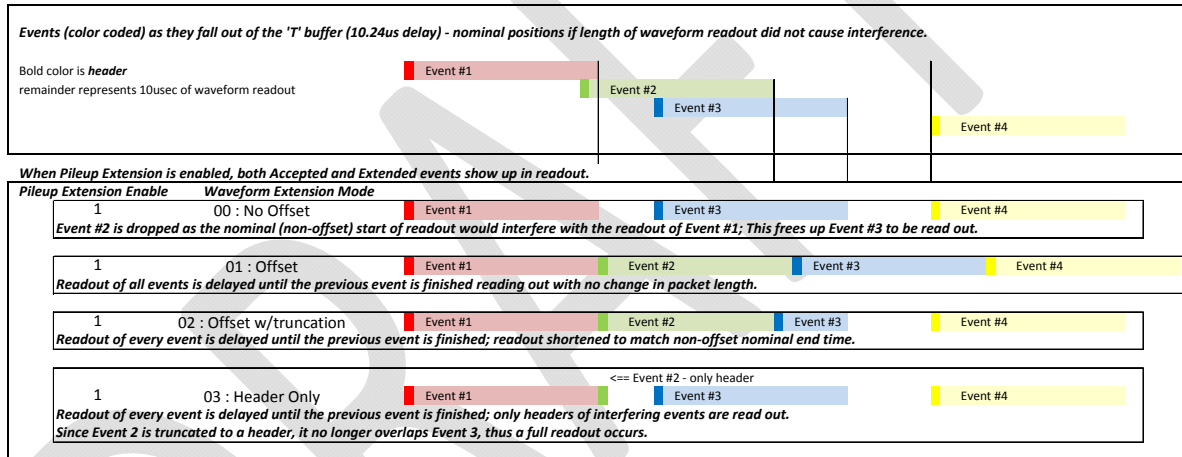 Events (color coded) as they fall out of the 'T' buffer (10.24us delay) - nominal positions if length of waveform readout did not cause interference.
Bold color is header
Event #1
remainder represents 10usec of waveform readout
Event #2
Event #3
Event #4
When Pileup Extension is enabled, both Accepted and Extended events show up in readout.
Pileup Extension Enable Waveform Extension Mode
1 00 : No Offset Event #1 Event #3 Event #4
Event #2 is dropped as the nominal (non-offset) start of readout would interfere with the readout of Event #1; This frees up Event #3 to be read out.
1 01 : Offset Event #1 Event #2 Event #3 Event #4
Readout of all events is delayed until the previous event is finished reading out with no change in packet length.
1 02 : Offset w/truncation Event #1 Event #2 Event #3 Event #4
Readout of every event is delayed until the previous event is finished; readout shortened to match non-offset nominal end time.
<== Event #2 - only header
1 03 : Header Only Event #1 Event #3 Event #4
Readout of every event is delayed until the previous event is finished; only headers of interfering events are read out.
Since Event 2 is truncated to a header, it no longer overlaps Event 3, thus a full readout occurs.